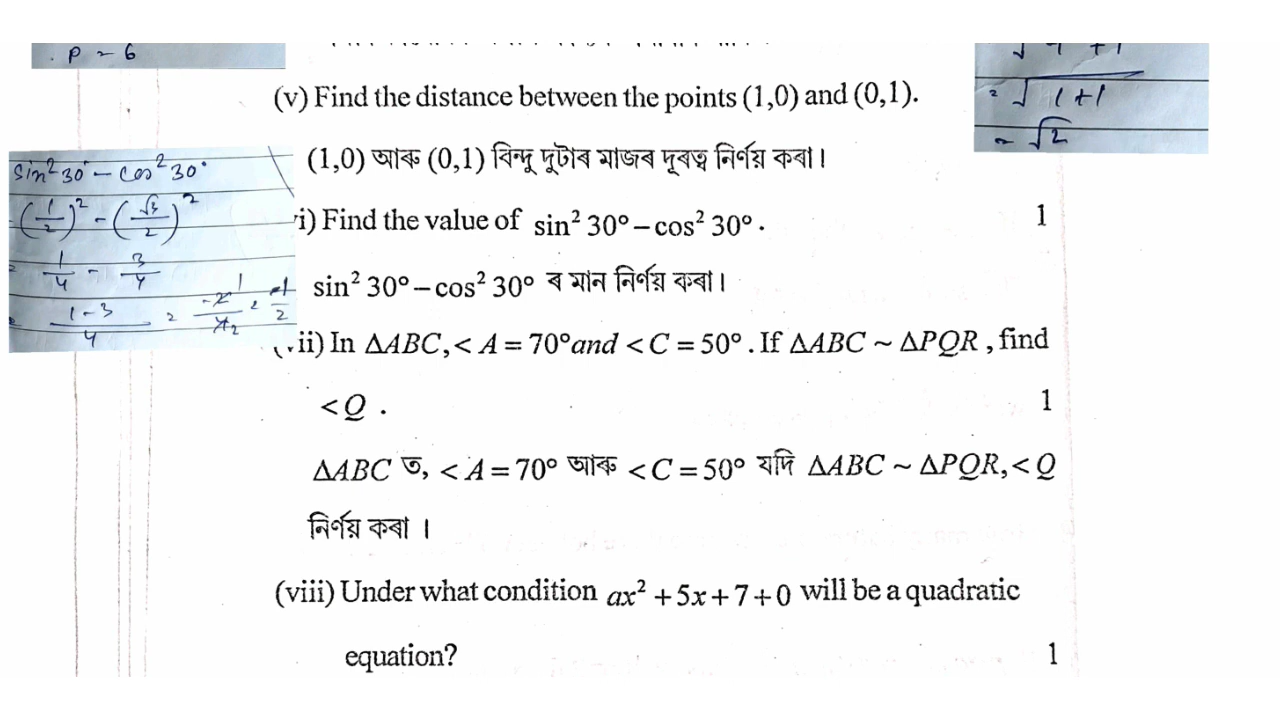 P = 6
(v) Find the distance between the points (1,0) and (0,1).
= √1+1
= √2
(1,0) আৰু (0,1) বিন্দু দুটাৰ মাজৰ দূৰত্ব নিৰ্ণয় কৰা।
sin²30° – cos²30°
(1/2)² - (√3/2)²
= 1/4 - 3/4
= 1-3/4 = -2/4 = -1/2
i) Find the value of sin² 30° – cos² 30°. 1
sin² 30° – cos² 30° ৰ মান নিৰ্ণয় কৰা।
ii) In ΔABC, < A = 70° and < C = 50°. If ΔABC ~ ΔPQR, find
< Q. 1
ΔABC ত, < A = 70° আৰু < C = 50° যদি ΔABC ~ ΔPQR, < Q
নিৰ্ণয় কৰা ।
(viii) Under what condition ax² + 5x + 7 + 0 will be a quadratic
equation? 1